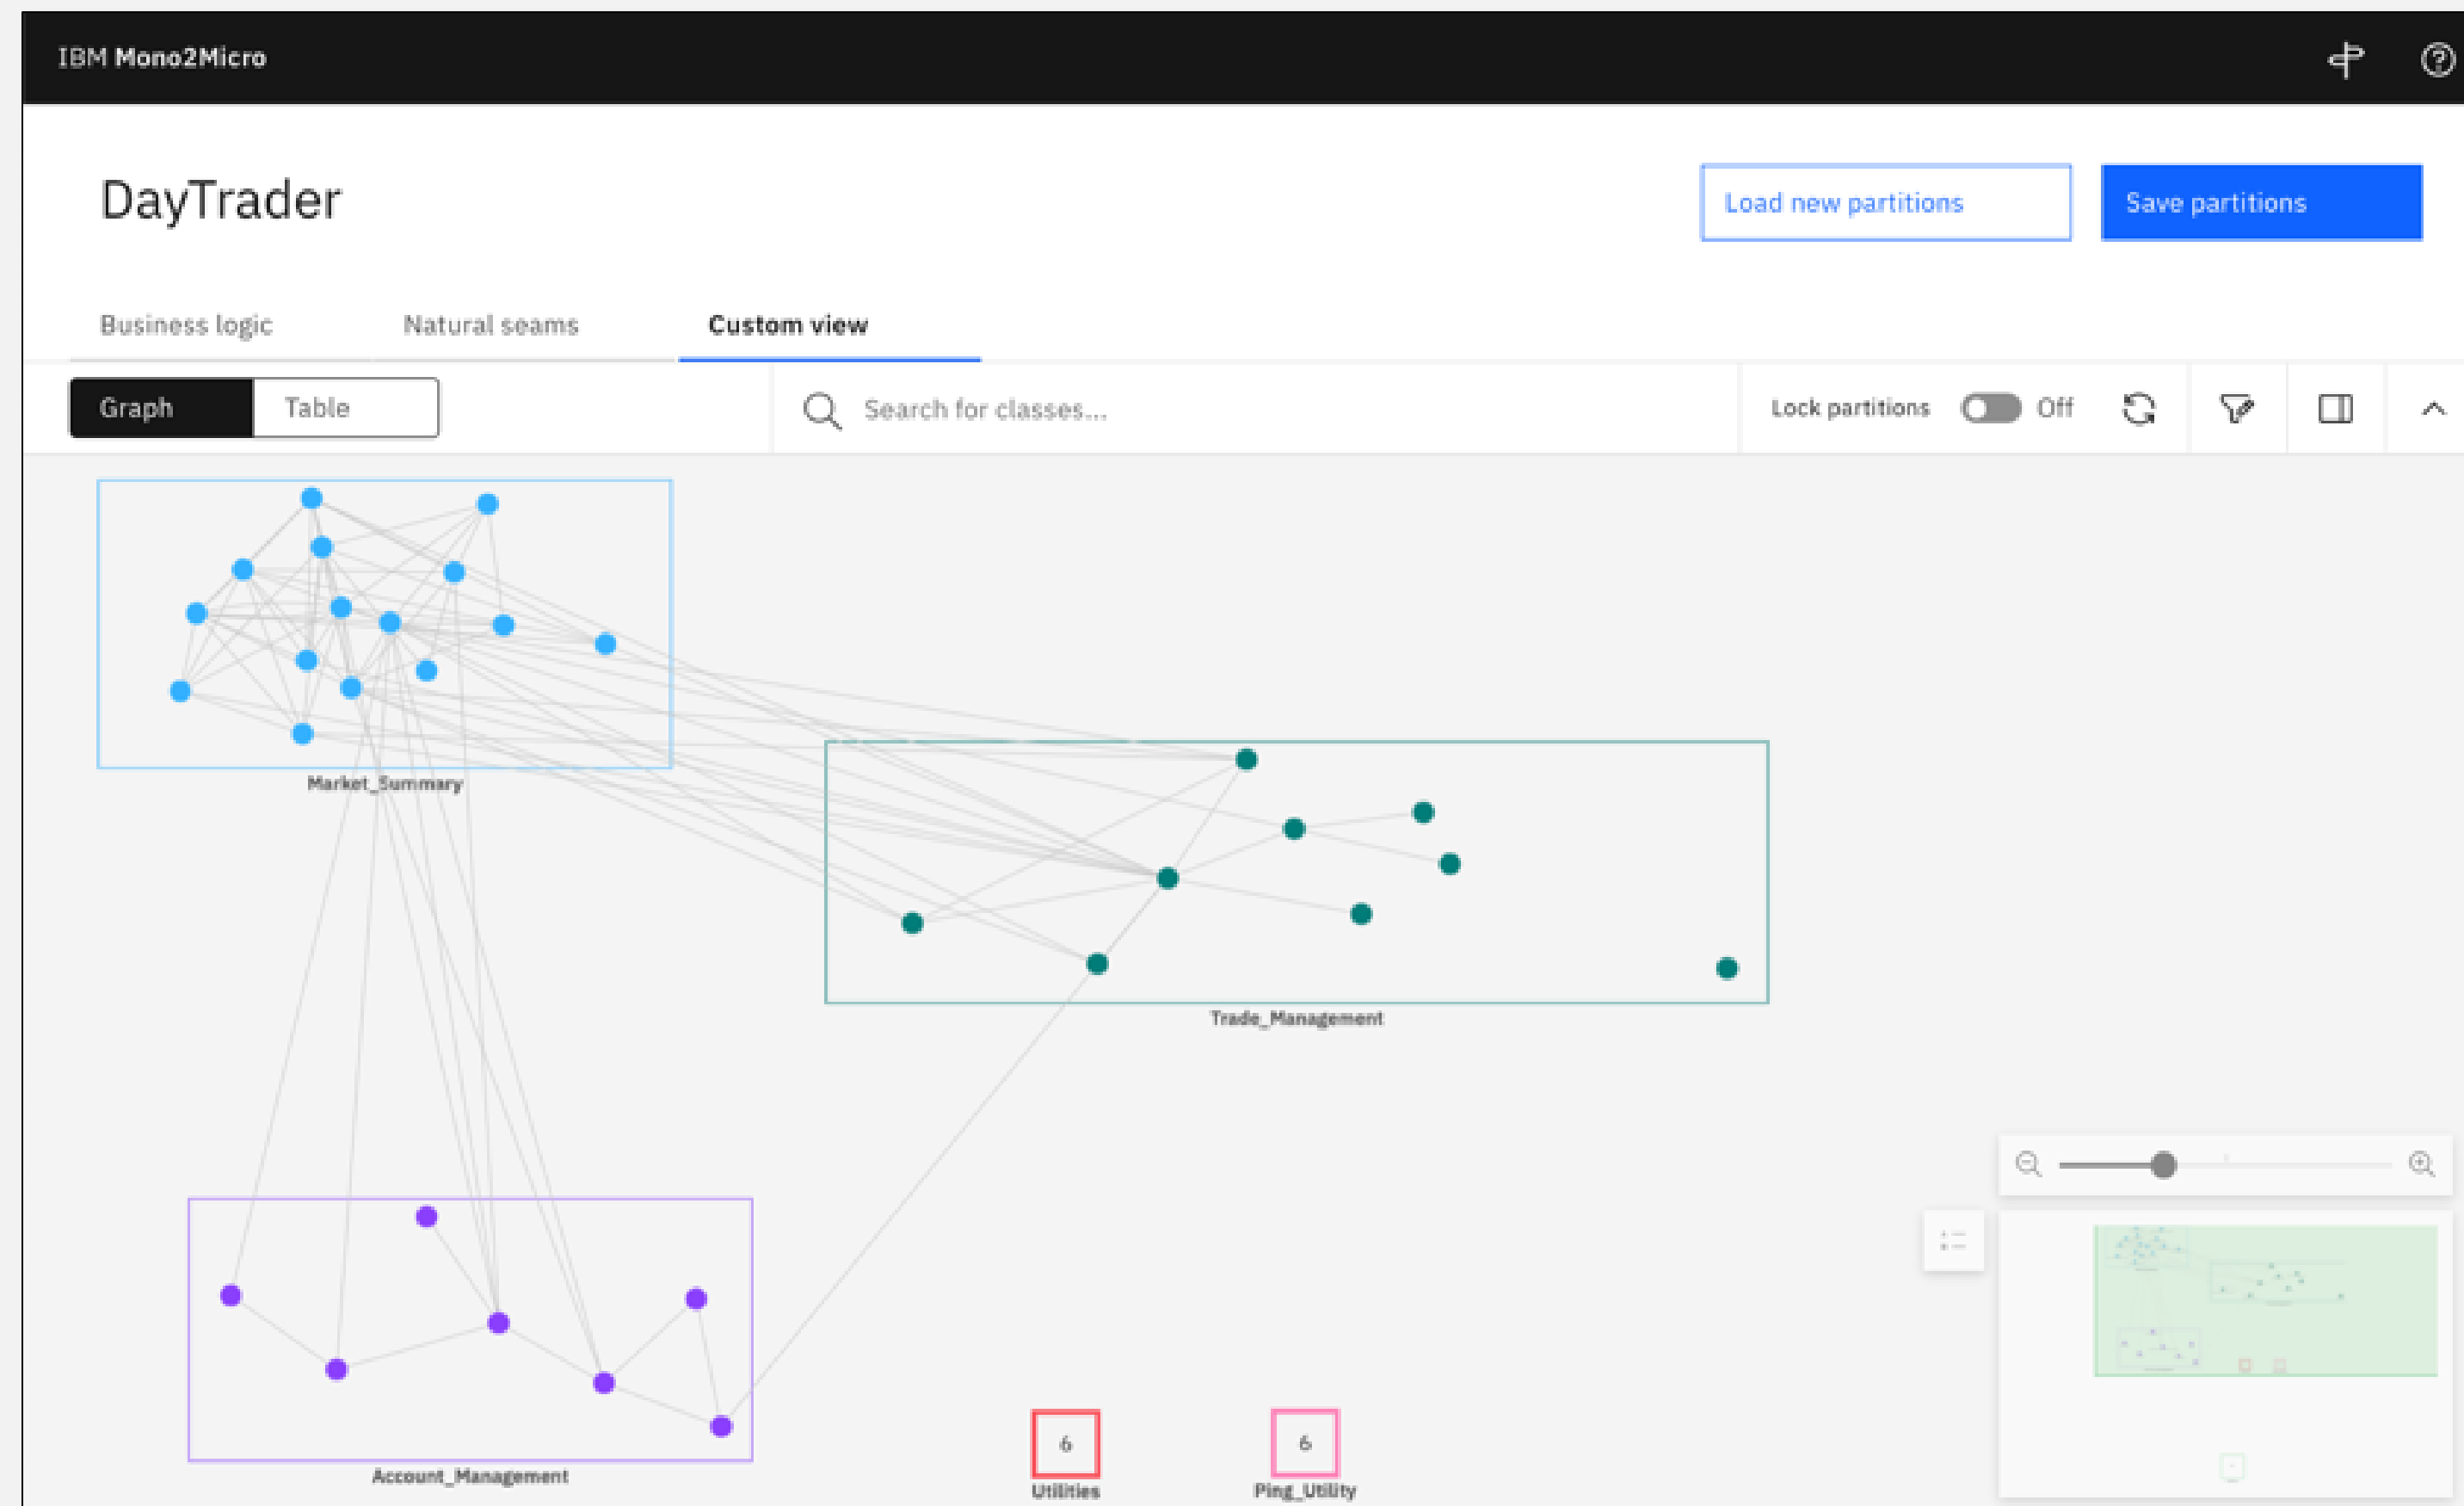 IBM Mono2Micro
DayTrader
Load new partitions
Save partitions
Business logic
Natural seams
Custom view
Graph
Table
Search for classes...
Lock partitions
Off
Market_Summary
Trade_Management
Account_Management
6
Utilities
6
Ping_Utility